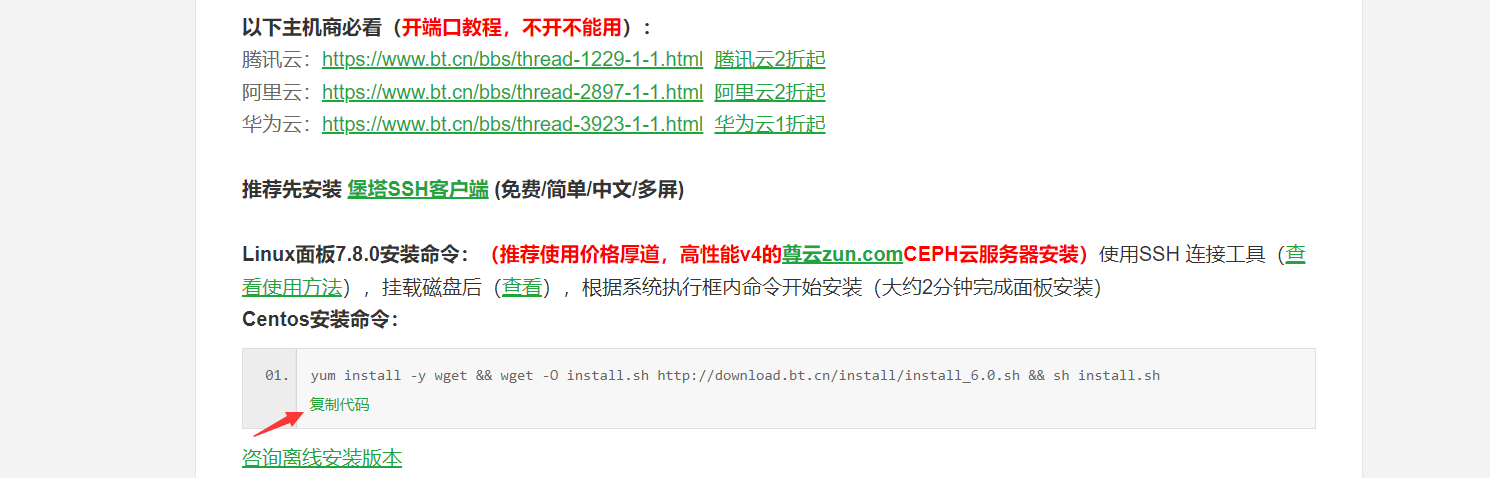 以下主机商必看（开端口教程，不开不能用）：
腾讯云：https://www.bt.cn/bbs/thread-1229-1-1.html 腾讯云2折起
阿里云：https://www.bt.cn/bbs/thread-2897-1-1.html 阿里云2折起
华为云：https://www.bt.cn/bbs/thread-3923-1-1.html 华为云1折起
推荐先安装 堡塔SSH客户端 (免费/简单/中文/多屏)
Linux面板7.8.0安装命令：（推荐使用价格厚道，高性能v4的尊云zun.comCEPH云服务器安装）使用SSH 连接工具（查
看使用方法），挂载磁盘后（查看），根据系统执行框内命令开始安装（大约2分钟完成面板安装）
Centos安装命令：
01. yum install -y wget && wget -O install.sh http://download.bt.cn/install/install_6.0.sh && sh install.sh
复制代码
咨询离线安装版本